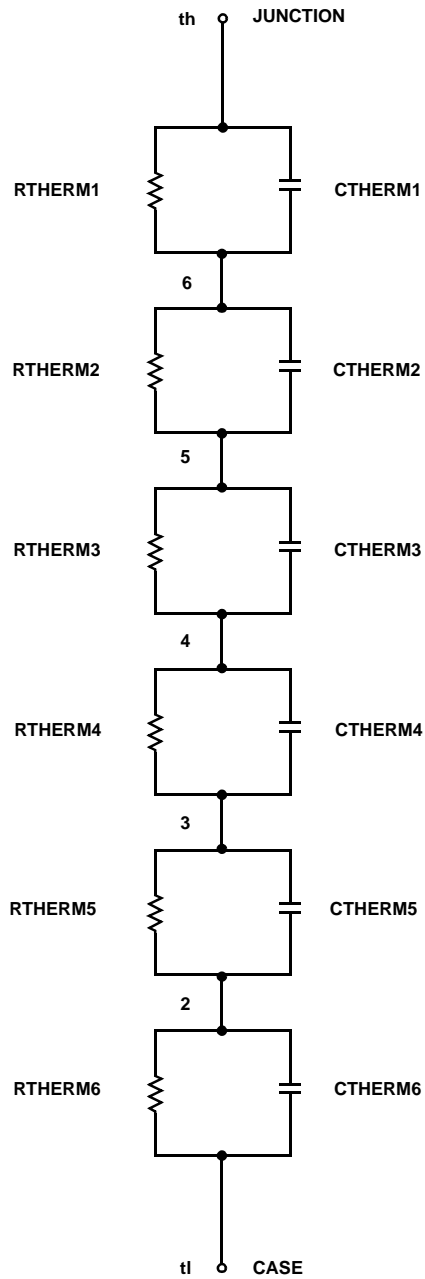 th JUNCTION
RTHERM1 CTHERM1
6
RTHERM2 CTHERM2
5
RTHERM3 CTHERM3
4
RTHERM4 CTHERM4
3
RTHERM5 CTHERM5
2
RTHERM6 CTHERM6
tl CASE